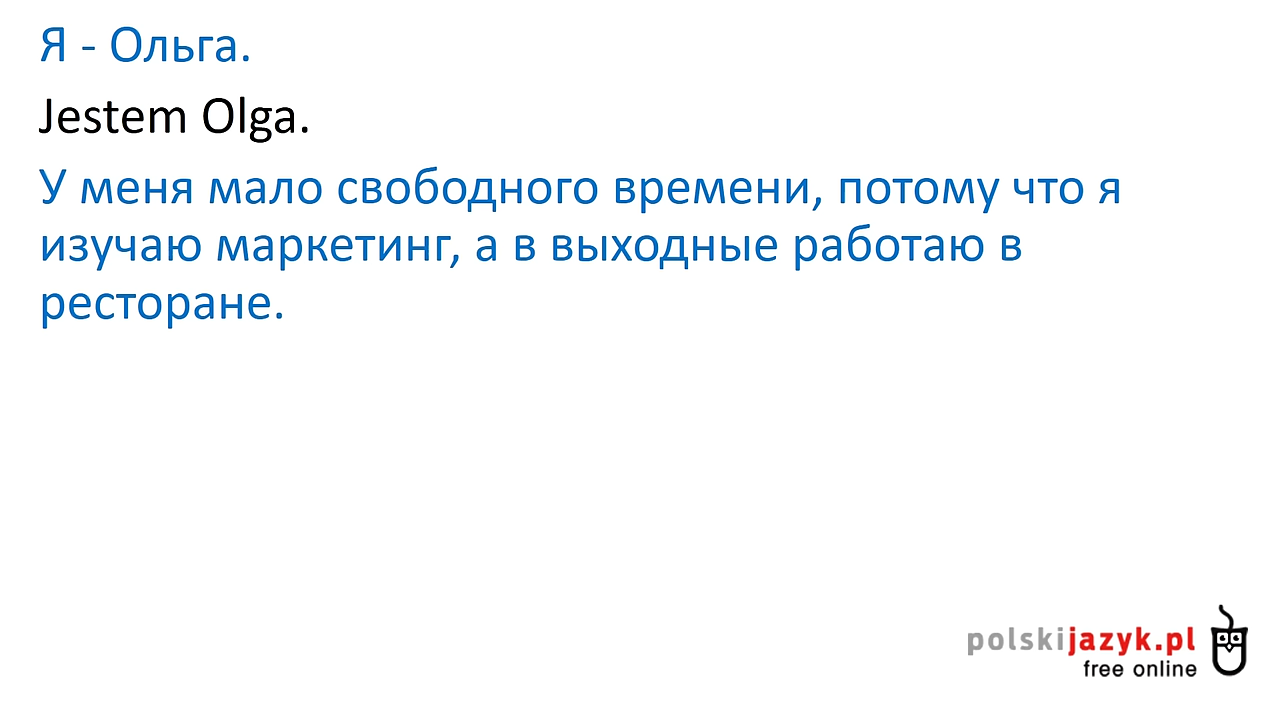 Я - Ольга.
Jestem Olga.
У меня мало свободного времени, потому что я
изучаю маркетинг, а в выходные работаю в
ресторане.
polskijazyk.pl
free online